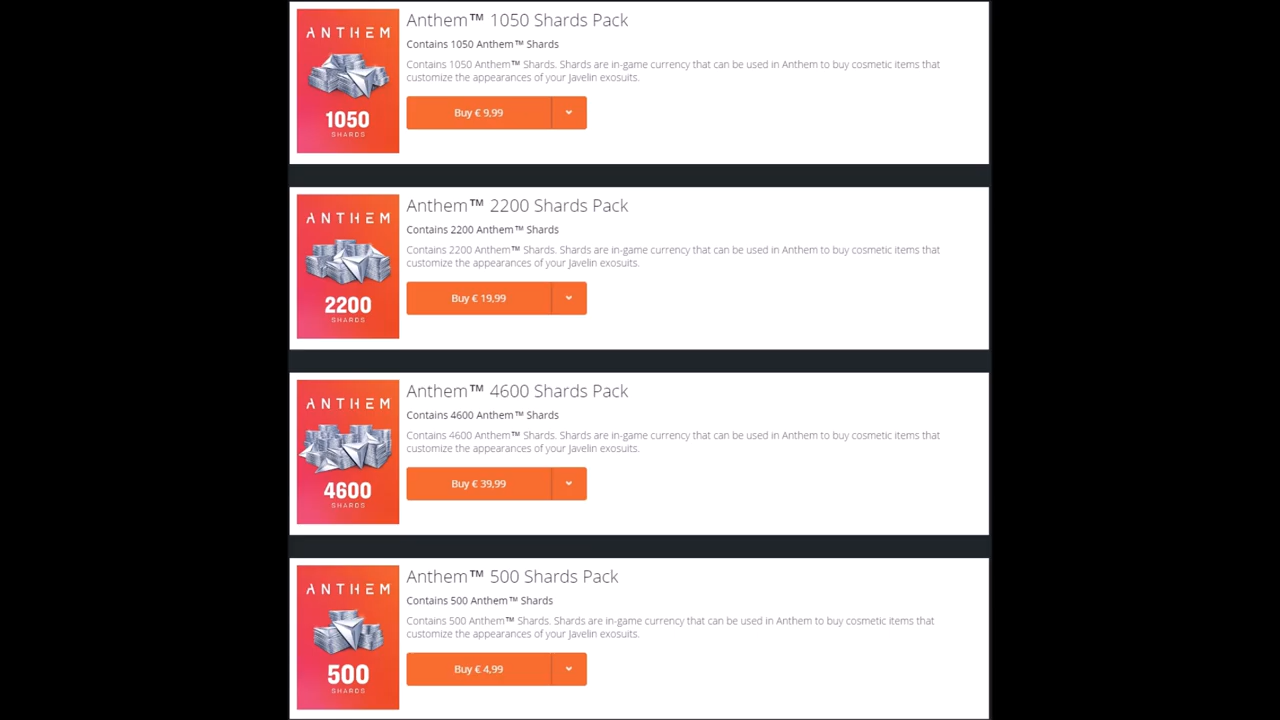 ANTHEM
1050
SHARDS
Anthem™ 1050 Shards Pack
Contains 1050 Anthem™ Shards
Contains 1050 Anthem™ Shards. Shards are in-game currency that can be used in Anthem to buy cosmetic items that
customize the appearances of your Javelin exosuits.
Buy € 9,99
ANTHEM
2200
SHARDS
Anthem™ 2200 Shards Pack
Contains 2200 Anthem™ Shards
Contains 2200 Anthem™ Shards. Shards are in-game currency that can be used in Anthem to buy cosmetic items that
customize the appearances of your Javelin exosuits.
Buy € 19,99
ANTHEM
4600
SHARDS
Anthem™ 4600 Shards Pack
Contains 4600 Anthem™ Shards
Contains 4600 Anthem™ Shards. Shards are in-game currency that can be used in Anthem to buy cosmetic items that
customize the appearances of your Javelin exosuits.
Buy € 39,99
ANTHEM
500
SHARDS
Anthem™ 500 Shards Pack
Contains 500 Anthem™ Shards
Contains 500 Anthem™ Shards. Shards are in-game currency that can be used in Anthem to buy cosmetic items that
customize the appearances of your Javelin exosuits.
Buy € 4,99